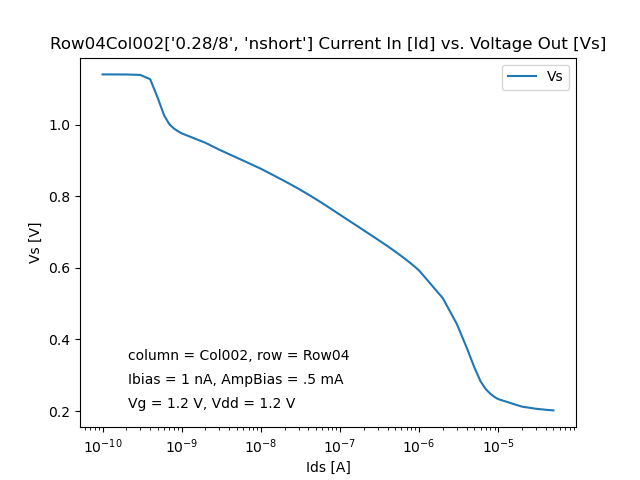 Row04Col002['0.28/8', 'nshort'] Current In [Id] vs. Voltage Out [Vs]
Vs
1.0
0.8
0.6
0.4
0.2
Vs [V]
column = Col002, row = Row04
Ibias = 1 nA, AmpBias = .5 mA
Vg = 1.2 V, Vdd = 1.2 V
10⁻¹⁰ 10⁻⁹ 10⁻⁸ 10⁻⁷ 10⁻⁶ 10⁻⁵
Ids [A]